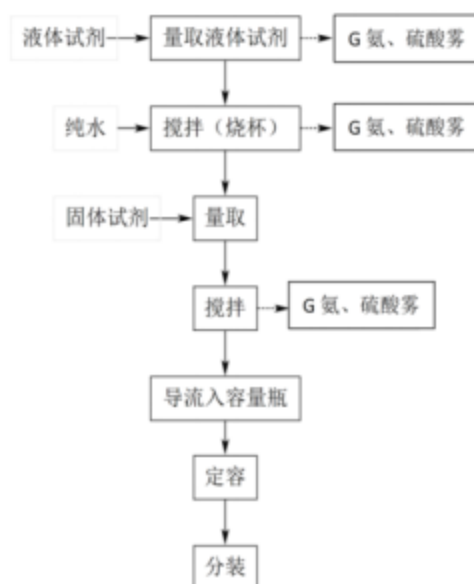 液体试剂
量取液体试剂
G 氨、硫酸雾
纯水
搅拌（烧杯）
G 氨、硫酸雾
固体试剂
量取
搅拌
G 氨、硫酸雾
导流入容量瓶
定容
分装